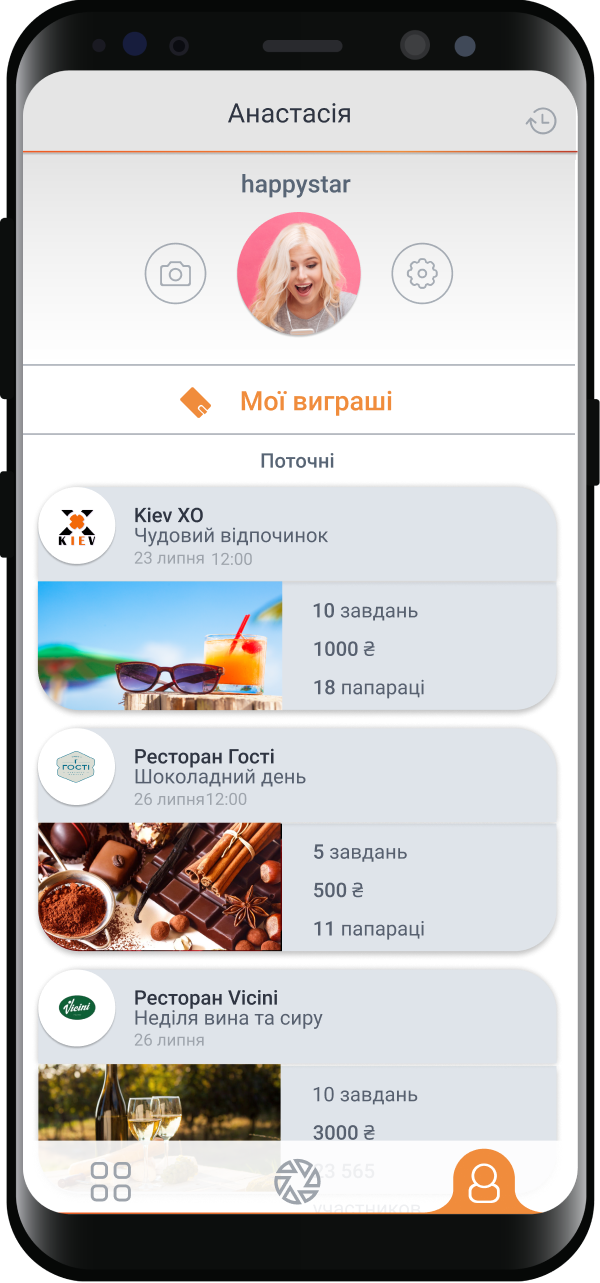 Анастасія
happystar
Мої виграші
Поточні
KIEV
Kiev XO
Чудовий відпочинок
23 липня 12:00
10 завдань
1000 ₴
18 папараці
ГОСТІ
Ресторан Гості
Шоколадний день
26 липня12:00
5 завдань
500 ₴
11 папараці
Vicini
Ресторан Vicini
Неділя вина та сиру
26 липня
10 завдань
3000 ₴
23 565
участников